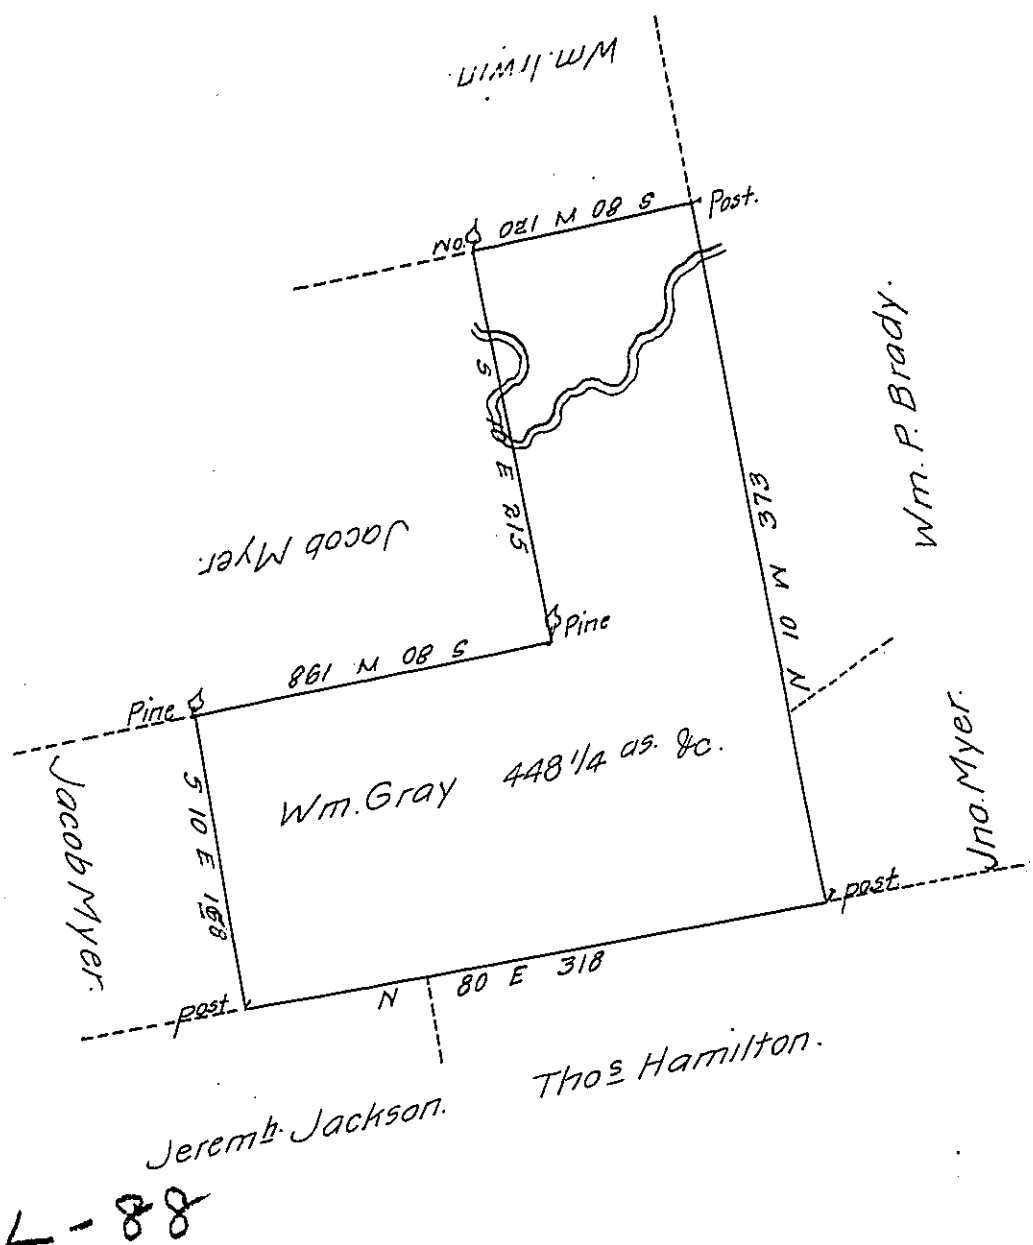 Wm. Irwin.
S 80 W 120
Post.
No.
Wm. P. Brady.
S 10 E 215
N 10 W 373
Jacob Myer.
Pine
S 80 W 198
Pine
Wm. Gray 448 1/4 as. &c.
Jno. Myer.
Jacob Myer.
S 10 E 158
post
post
N 80 E 318
Jeremh. Jackson.
Thos Hamilton.
L-88